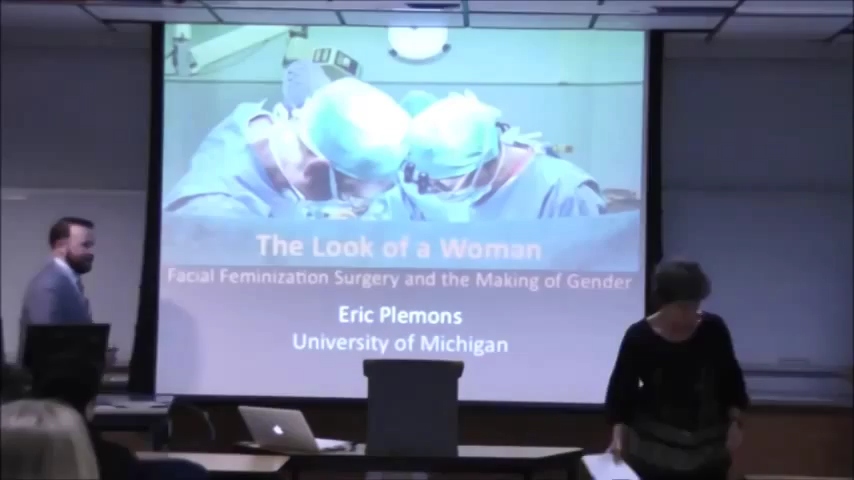 The Look of a Woman
Facial Feminization Surgery and the Making of Gender
Eric Plemons
University of Michigan